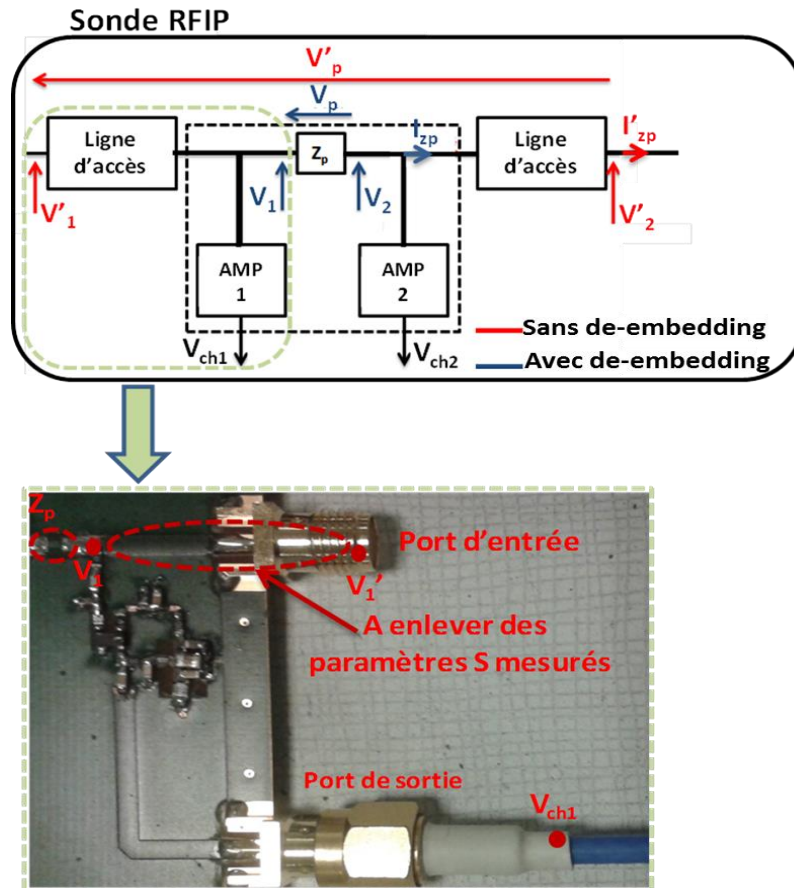 Sonde RFIP
V'p
Vp
Ligne d'accès
Zp
Izp
Ligne d'accès
I'zp
V'1
V1
V2
V'2
AMP 1
AMP 2
Vch1
Vch2
Sans de-embedding
Avec de-embedding
Zp
V1
V1'
Port d'entrée
A enlever des
paramètres S mesurés
Port de sortie
Vch1